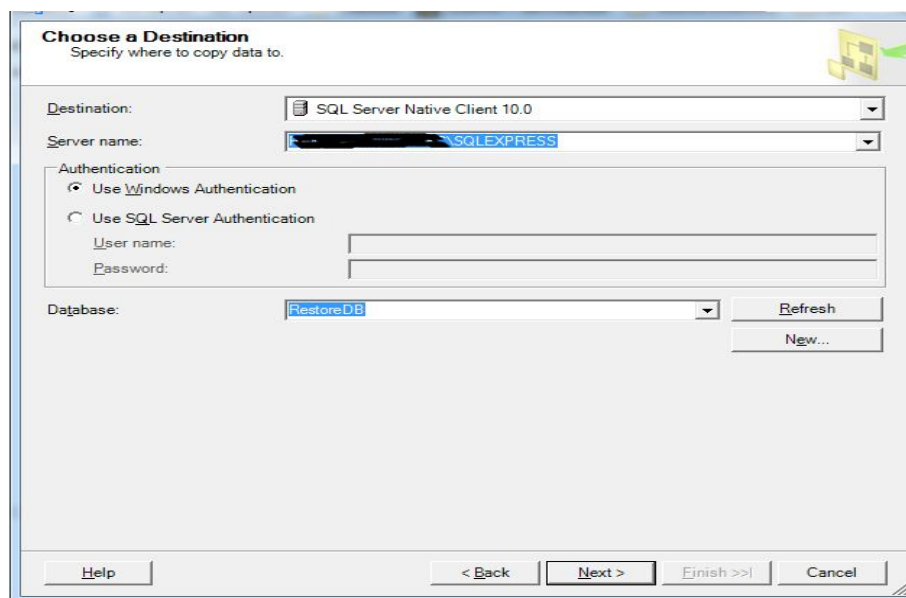 Choose a Destination
Specify where to copy data to.
Destination:
SQL Server Native Client 10.0
Server name:
\SQLEXPRESS
Authentication
Use Windows Authentication
Use SQL Server Authentication
User name:
Password:
Database:
RestoreDB
Refresh
New...
Help
< Back
Next >
Finish >>|
Cancel